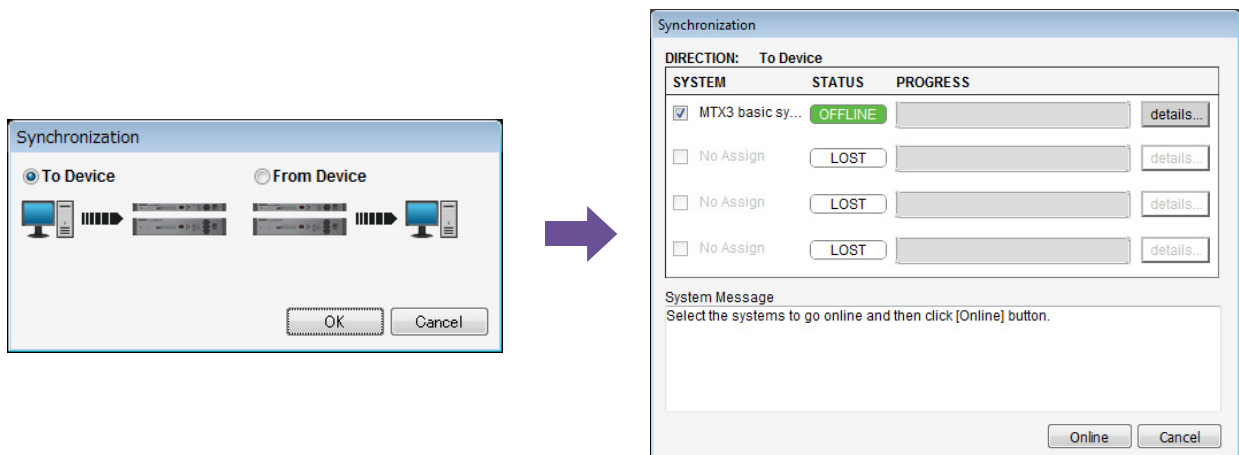 Synchronization
To Device From Device
OK Cancel
Synchronization
DIRECTION: To Device
SYSTEM STATUS PROGRESS
MTX3 basic sy... OFFLINE details...
No Assign LOST details...
No Assign LOST details...
No Assign LOST details...
System Message
Select the systems to go online and then click [Online] button.
Online Cancel